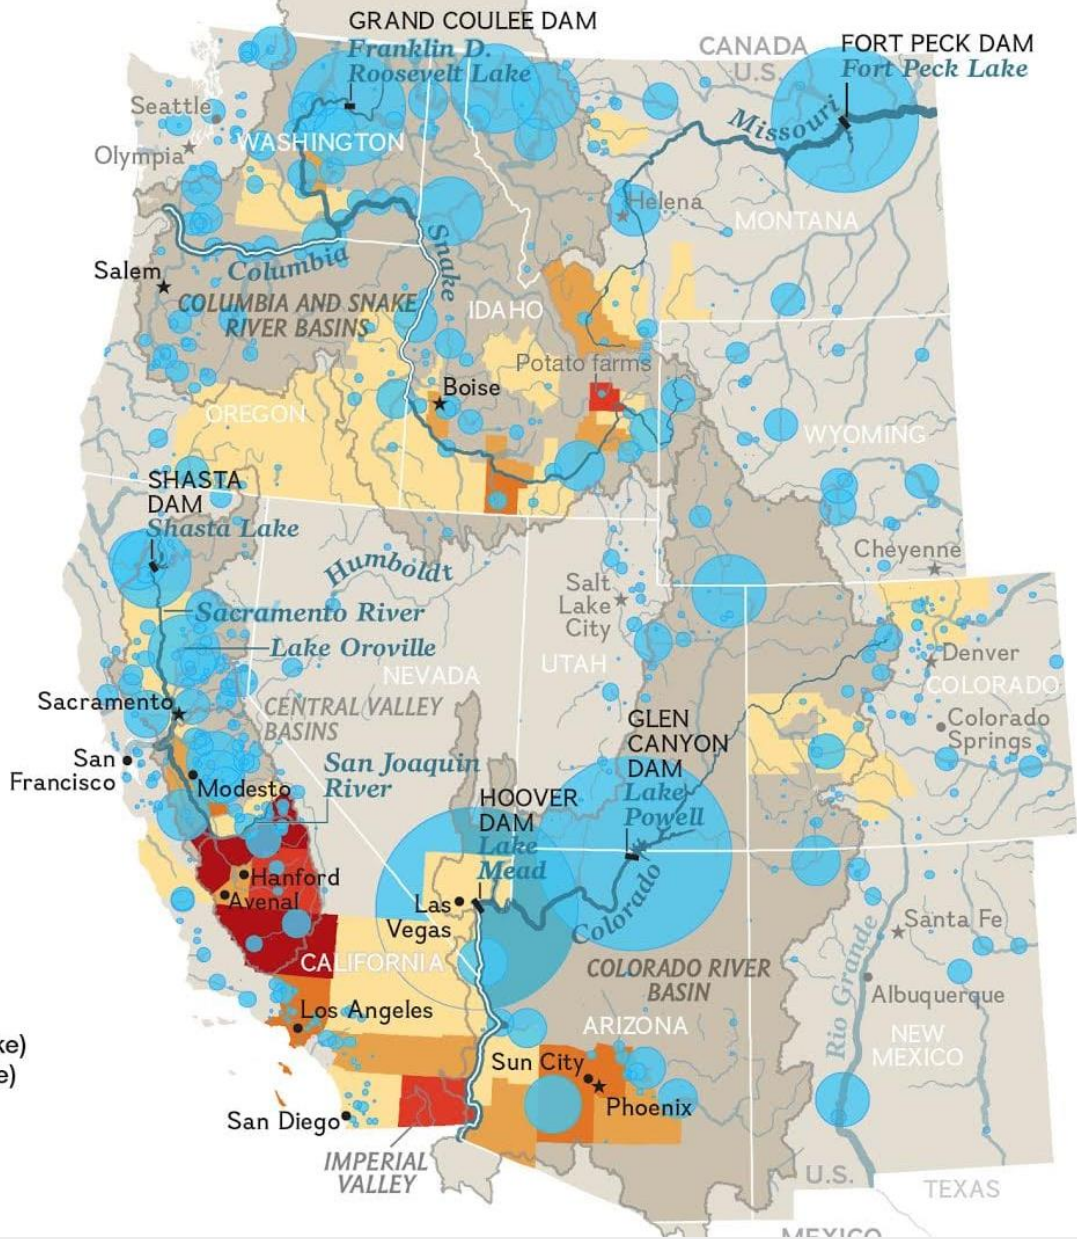 GRAND COULEE DAM
Franklin D.
Roosevelt Lake
CANADA
U.S.
FORT PECK DAM
Fort Peck Lake
Missouri
Seattle
Olympia
WASHINGTON
Helena
MONTANA
Salem
Columbia
Snake
COLUMBIA AND SNAKE
RIVER BASINS
IDAHO
Potato farms
Boise
OREGON
WYOMING
SHASTA
DAM
Shasta Lake
Humboldt
Cheyenne
Salt
Lake
City
Sacramento River
Lake Oroville
NEVADA
UTAH
Denver
COLORADO
Sacramento
CENTRAL VALLEY
BASINS
GLEN
CANYON
DAM
Lake
Powell
Colorado
Springs
San
Francisco
San Joaquin
River
Modesto
HOOVER
DAM
Lake
Mead
Hanford
Avenal
Las
Vegas
Colorado
Santa Fe
CALIFORNIA
COLORADO RIVER
BASIN
Rio Grande
Albuquerque
Los Angeles
ARIZONA
NEW
MEXICO
ke)
e)
Sun City
Phoenix
San Diego
IMPERIAL
VALLEY
U.S.
TEXAS
MEXICO